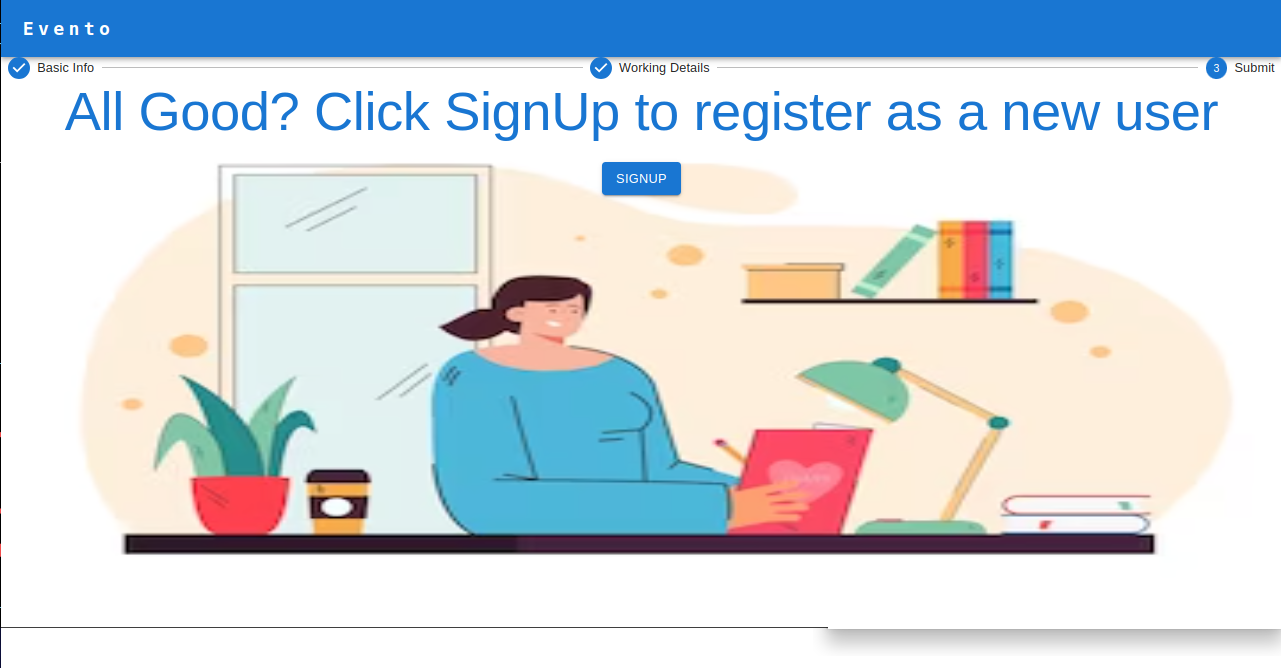 Evento
Basic Info
Working Details
3 Submit
All Good? Click SignUp to register as a new user
SIGNUP